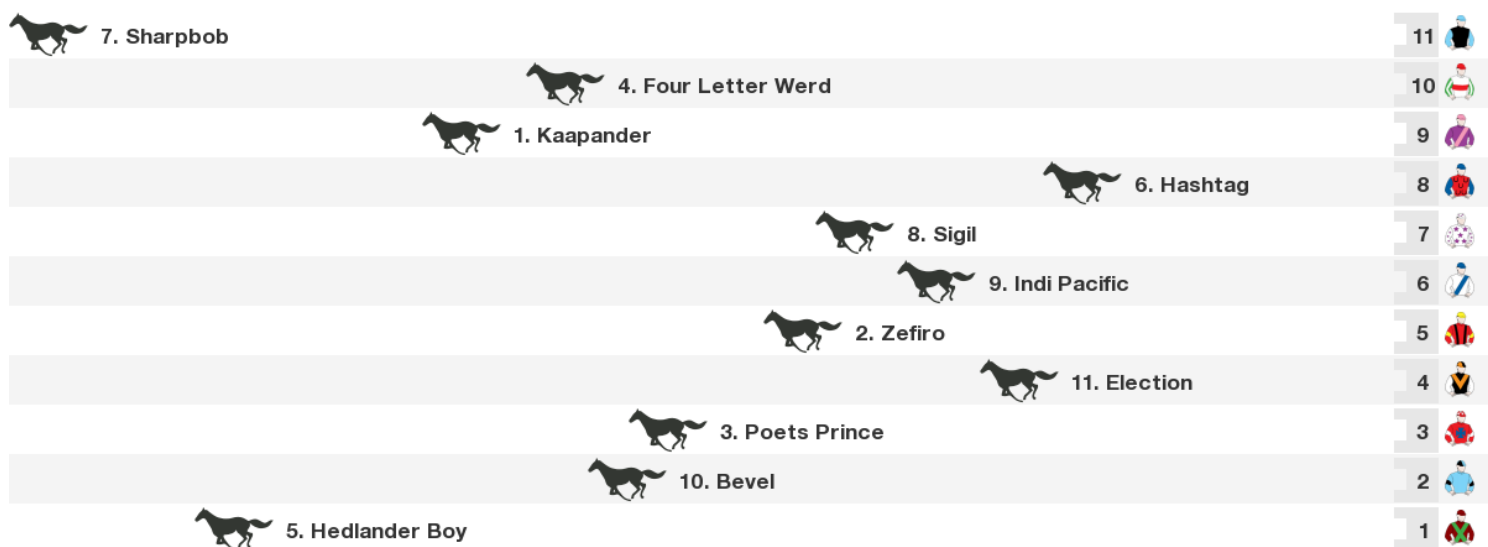 7. Sharpbob 11
4. Four Letter Werd 10
1. Kaapander 9
6. Hashtag 8
8. Sigil 7
9. Indi Pacific 6
2. Zefiro 5
11. Election 4
3. Poets Prince 3
10. Bevel 2
5. Hedlander Boy 1